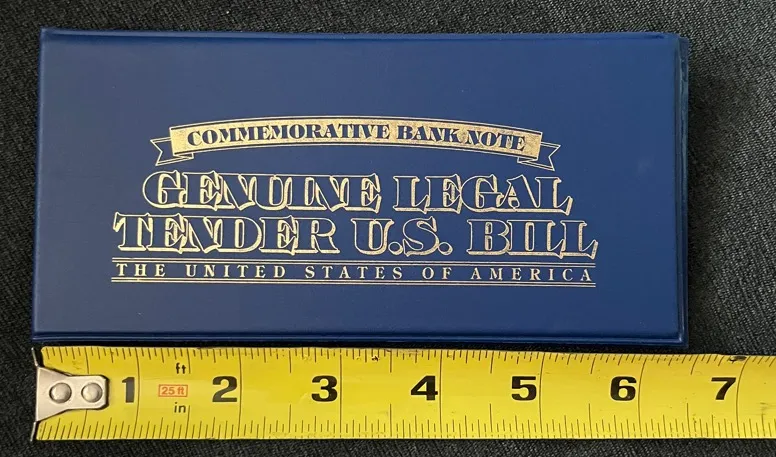 COMMEMORATIVE BANK NOTE
GENUINE LEGAL
TENDER U.S. BILL
THE UNITED STATES OF AMERICA
ft
1 25 ft 2 3 4 5 6 7
in